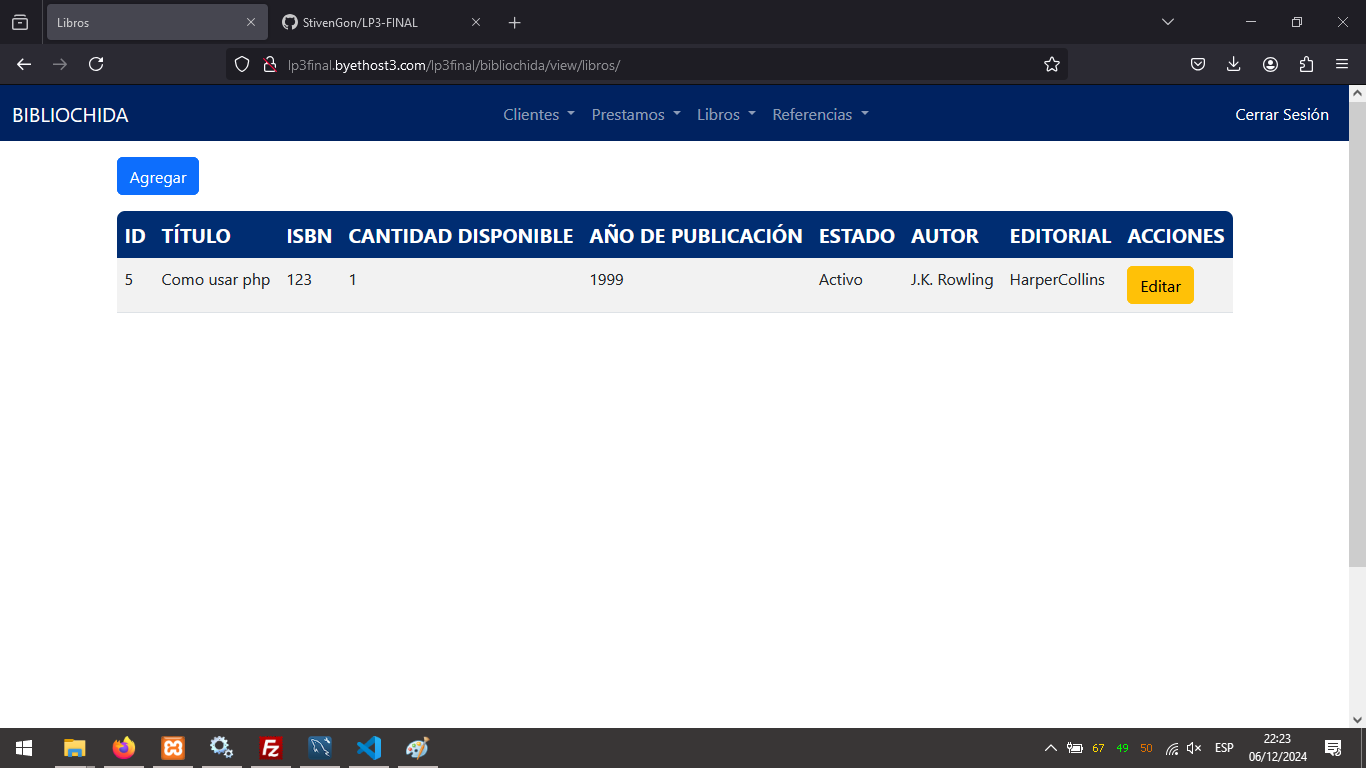 Libros
StivenGon/LP3-FINAL
lp3final.byethost3.com/lp3final/bibliochida/view/libros/
BIBLIOCHIDA Clientes Prestamos Libros Referencias Cerrar Sesión
Agregar
ID TÍTULO ISBN CANTIDAD DISPONIBLE AÑO DE PUBLICACIÓN ESTADO AUTOR EDITORIAL ACCIONES
5 Como usar php 123 1 1999 Activo J.K. Rowling HarperCollins Editar
67 49 50 ESP 22:23
06/12/2024